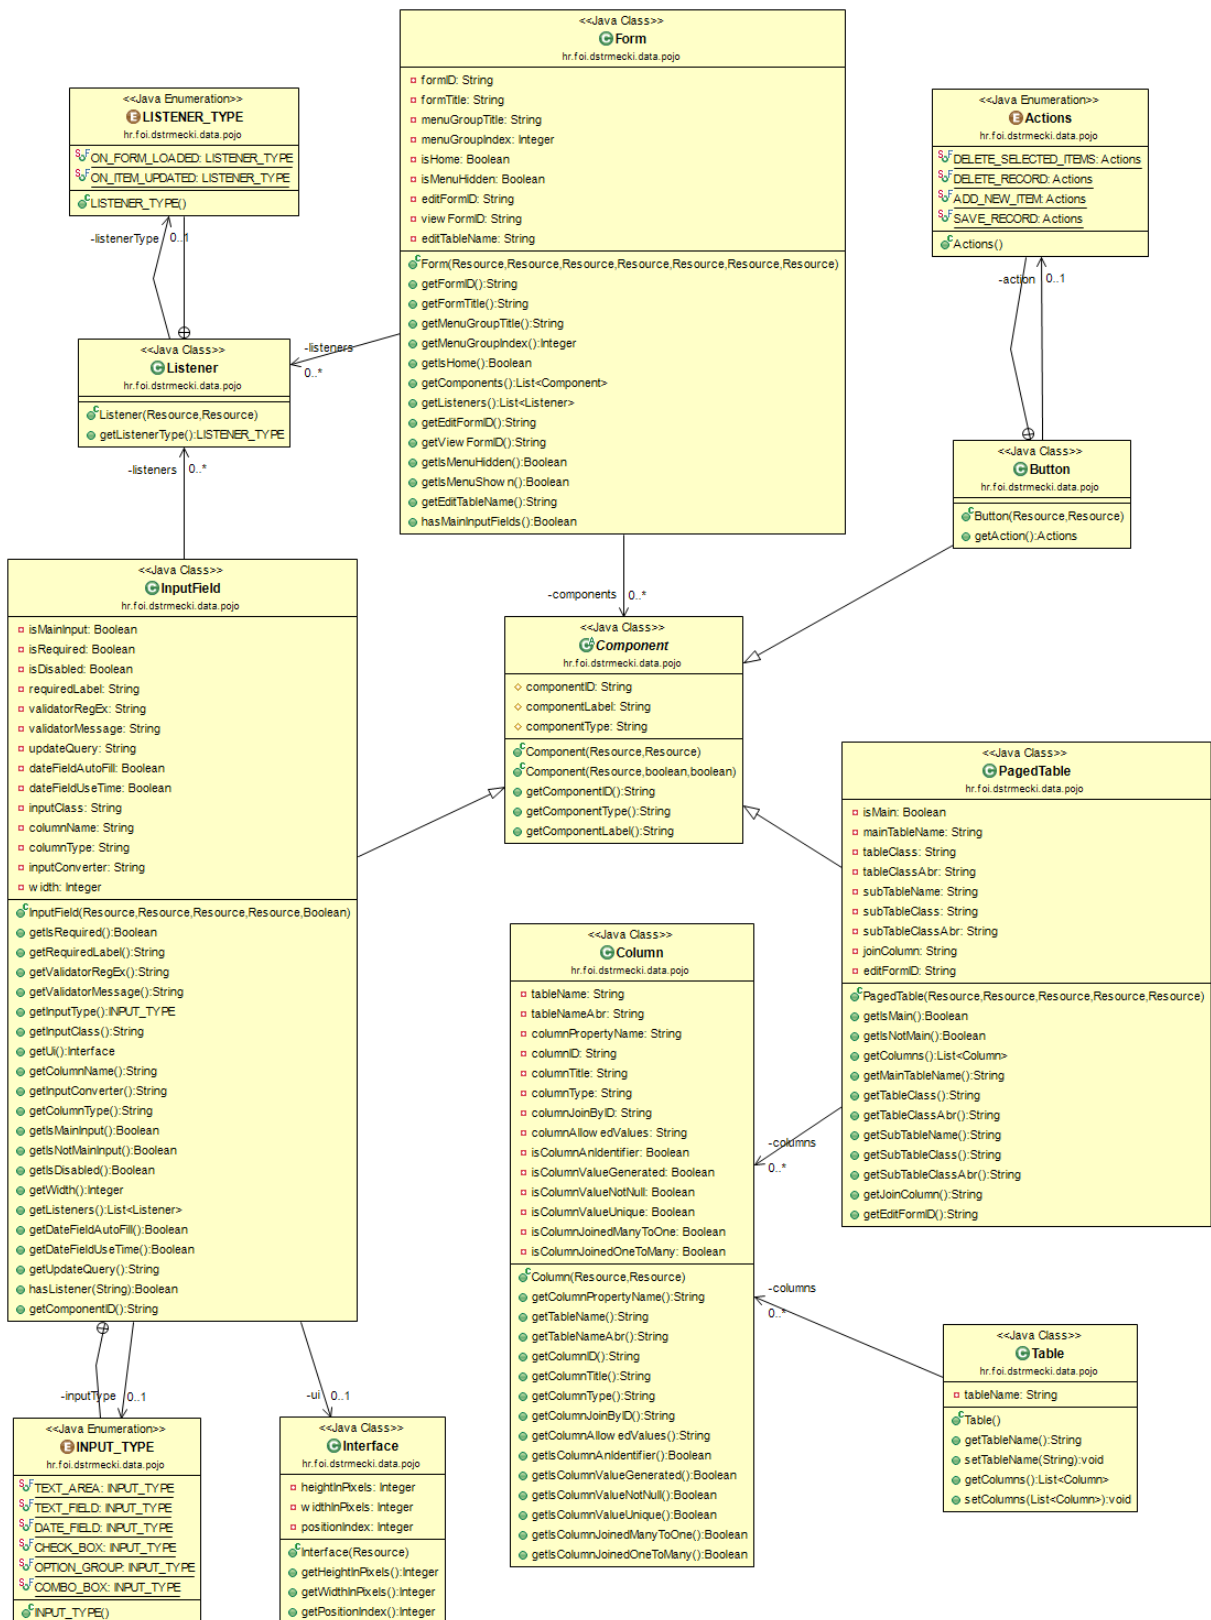 <<Java Class>>
Form
hr.foi.dstrmecki.data.pojo
formID: String
formTitle: String
menuGroupTitle: String
menuGroupIndex: Integer
isHome: Boolean
isMenuHidden: Boolean
editFormID: String
viewFormID: String
editTableName: String
Form(Resource,Resource,Resource,Resource,Resource,Resource,Resource)
getFormID():String
getFormTitle():String
getMenuGroupTitle():String
getMenuGroupIndex():Integer
getIsHome():Boolean
getComponents():List<Component>
getListeners():List<Listener>
getEditFormID():String
getViewFormID():String
getIsMenuHidden():Boolean
getIsMenuShown():Boolean
getEditTableName():String
hasMainInputFields():Boolean
<<Java Enumeration>>
LISTENER_TYPE
hr.foi.dstrmecki.data.pojo
ON_FORM_LOADED: LISTENER_TYPE
ON_ITEM_UPDATED: LISTENER_TYPE
LISTENER_TYPE()
-listenerType 0..1
<<Java Enumeration>>
Actions
hr.foi.dstrmecki.data.pojo
DELETE_SELECTED_ITEMS: Actions
DELETE_RECORD: Actions
ADD_NEW_ITEM: Actions
SAVE_RECORD: Actions
Actions()
-action 0..1
<<Java Class>>
Listener
hr.foi.dstrmecki.data.pojo
Listener(Resource,Resource)
getListenerType():LISTENER_TYPE
-listeners
0..*
-listeners 0..*
<<Java Class>>
Button
hr.foi.dstrmecki.data.pojo
Button(Resource,Resource)
getAction():Actions
-components 0..*
<<Java Class>>
InputField
hr.foi.dstrmecki.data.pojo
isMainInput: Boolean
isRequired: Boolean
isDisabled: Boolean
requiredLabel: String
validatorRegEx: String
validatorMessage: String
updateQuery: String
dateFieldAutoFill: Boolean
dateFieldUseTime: Boolean
inputClass: String
columnName: String
columnType: String
inputConverter: String
width: Integer
InputField(Resource,Resource,Resource,Resource,Boolean)
getIsRequired():Boolean
getRequiredLabel():String
getValidatorRegEx():String
getValidatorMessage():String
getInputType():INPUT_TYPE
getInputClass():String
getUi():Interface
getColumnName():String
getInputConverter():String
getColumnType():String
getIsMainInput():Boolean
getIsNotMainInput():Boolean
getIsDisabled():Boolean
getWidth():Integer
getListeners():List<Listener>
getDateFieldAutoFill():Boolean
getDateFieldUseTime():Boolean
getUpdateQuery():String
hasListener(String):Boolean
getComponentID():String
<<Java Class>>
Component
hr.foi.dstrmecki.data.pojo
componentID: String
componentLabel: String
componentType: String
Component(Resource,Resource)
Component(Resource,boolean,boolean)
getComponentID():String
getComponentType():String
getComponentLabel():String
<<Java Class>>
PagedTable
hr.foi.dstrmecki.data.pojo
isMain: Boolean
mainTableName: String
tableClass: String
tableClassAbr: String
subTableName: String
subTableClass: String
subTableClassAbr: String
joinColumn: String
editFormID: String
PagedTable(Resource,Resource,Resource,Resource,Resource)
getIsMain():Boolean
getIsNotMain():Boolean
getColumns():List<Column>
getMainTableName():String
getTableClass():String
getTableClassAbr():String
getSubTableName():String
getSubTableClass():String
getSubTableClassAbr():String
getJoinColumn():String
getEditFormID():String
<<Java Class>>
Column
hr.foi.dstrmecki.data.pojo
tableName: String
tableNameAbr: String
columnPropertyName: String
columnID: String
columnTitle: String
columnType: String
columnJoinByID: String
columnAllowedValues: String
isColumnAnIdentifier: Boolean
isColumnValueGenerated: Boolean
isColumnValueNotNull: Boolean
isColumnValueUnique: Boolean
isColumnJoinedManyToOne: Boolean
isColumnJoinedOneToMany: Boolean
Column(Resource,Resource)
getColumnPropertyName():String
getTableName():String
getTableNameAbr():String
getColumnID():String
getColumnTitle():String
getColumnType():String
getColumnJoinByID():String
getColumnAllowedValues():String
getIsColumnAnIdentifier():Boolean
getIsColumnValueGenerated():Boolean
getIsColumnValueNotNull():Boolean
getIsColumnValueUnique():Boolean
getIsColumnJoinedManyToOne():Boolean
getIsColumnJoinedOneToMany():Boolean
-columns
0..*
-columns
0..*
<<Java Class>>
Table
hr.foi.dstrmecki.data.pojo
tableName: String
Table()
getTableName():String
setTableName(String):void
getColumns():List<Column>
setColumns(List<Column>):void
-inputType 0..1
-ui 0..1
<<Java Enumeration>>
INPUT_TYPE
hr.foi.dstrmecki.data.pojo
TEXT_AREA: INPUT_TYPE
TEXT_FIELD: INPUT_TYPE
DATE_FIELD: INPUT_TYPE
CHECK_BOX: INPUT_TYPE
OPTION_GROUP: INPUT_TYPE
COMBO_BOX: INPUT_TYPE
INPUT_TYPE()
<<Java Class>>
Interface
hr.foi.dstrmecki.data.pojo
heightInPixels: Integer
widthInPixels: Integer
positionIndex: Integer
Interface(Resource)
getHeightInPixels():Integer
getWidthInPixels():Integer
getPositionIndex():Integer